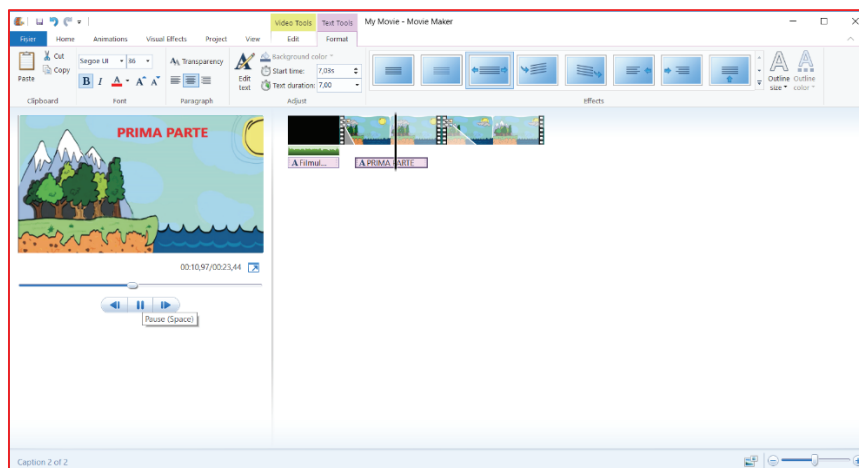 Video Tools Text Tools My Movie - Movie Maker
Fișier Home Animations Visual Effects Project View Edit Format
Paste
Cut
Copy
Clipboard
Segoe UI 36
B I A A A
Font
Transparency
Paragraph
Edit
text
Background color
Start time: 7,03s
Text duration: 7.00
Adjust
Effects
Outline
size
Outline
color
PRIMA PARTE
A Filmul...
A PRIMA PARTE
00:10,97/00:23,44
Pause (Space)
Caption 2 of 2